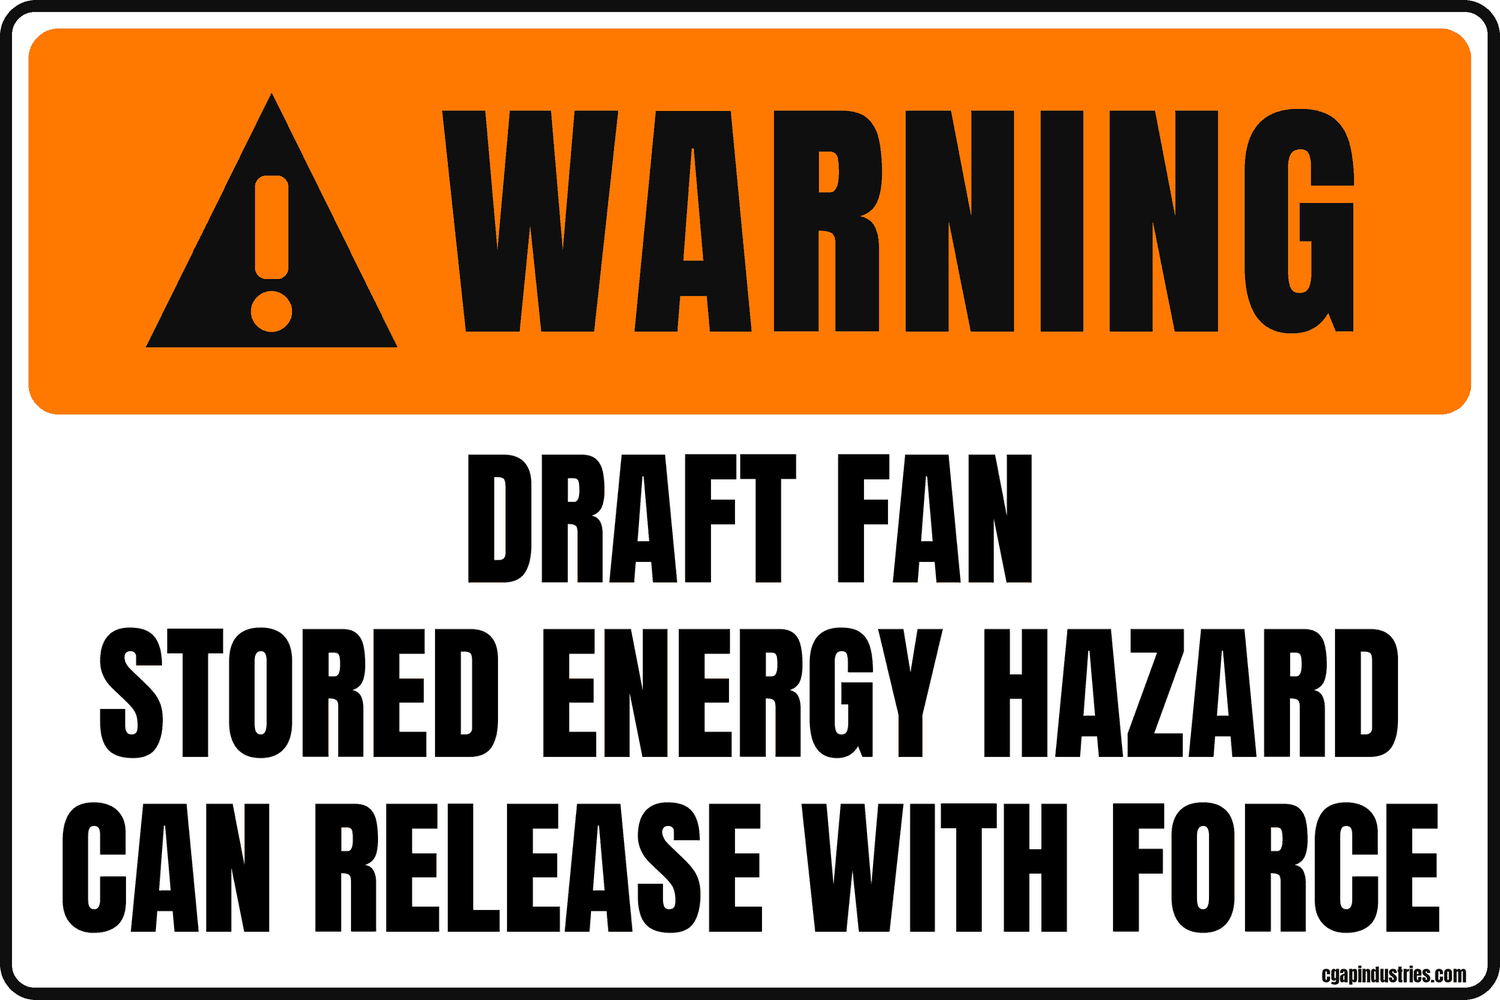 WARNING
DRAFT FAN
STORED ENERGY HAZARD
CAN RELEASE WITH FORCE
cgapindustries.com